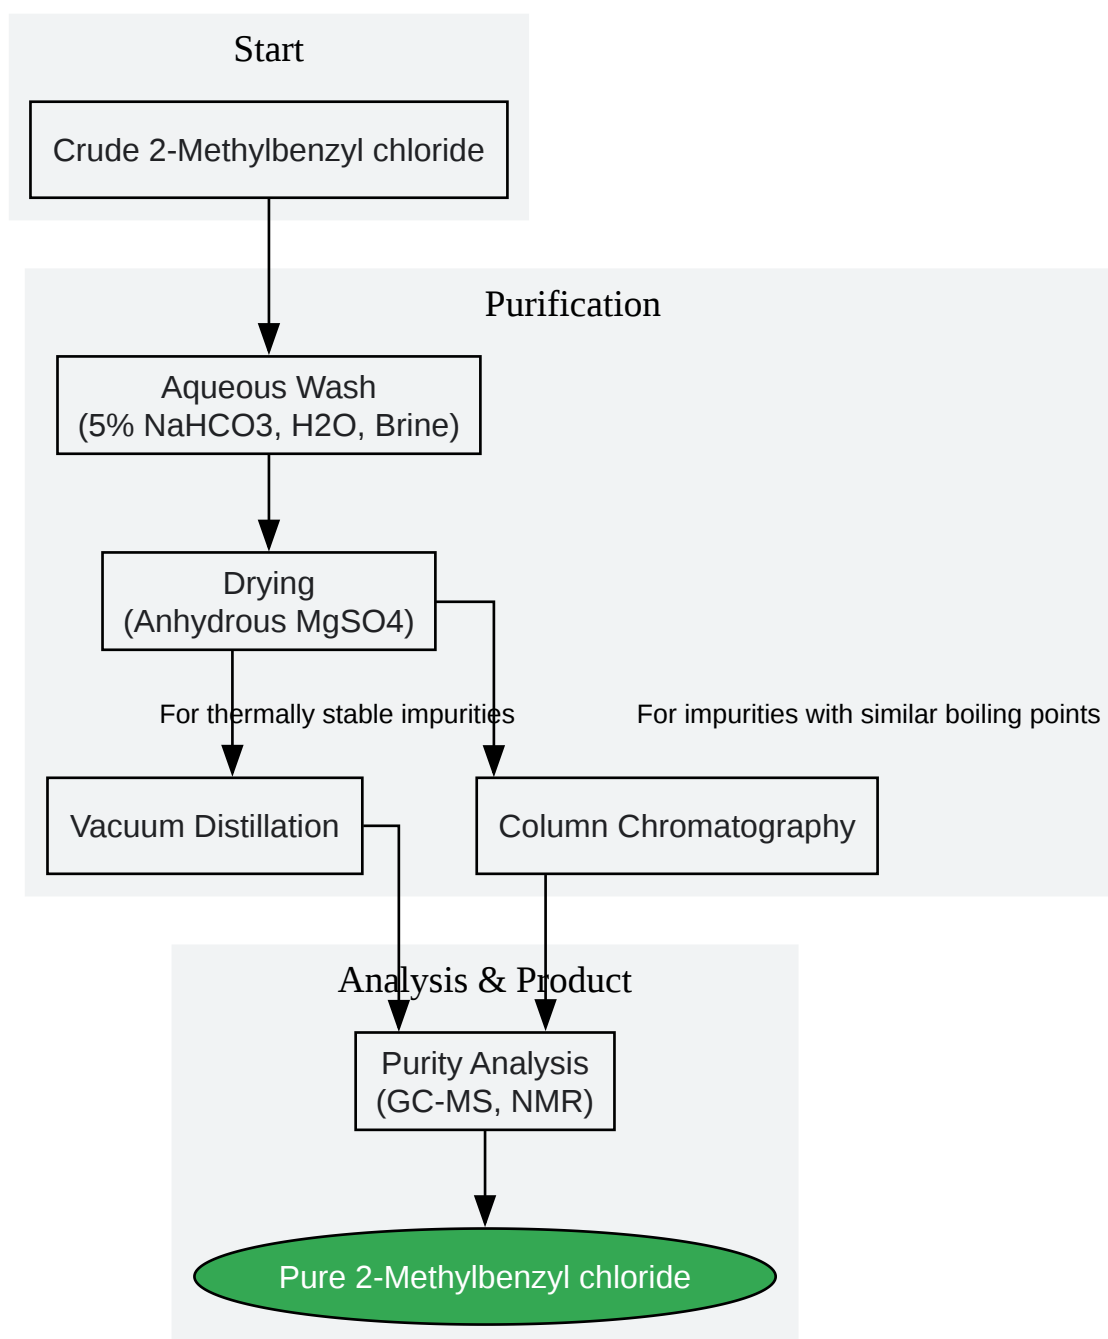 Start
Crude 2-Methylbenzyl chloride
Purification
Aqueous Wash
(5% NaHCO3, H2O, Brine)
Drying
(Anhydrous MgSO4)
For thermally stable impurities
For impurities with similar boiling points
Vacuum Distillation
Column Chromatography
Analysis & Product
Purity Analysis
(GC-MS, NMR)
Pure 2-Methylbenzyl chloride